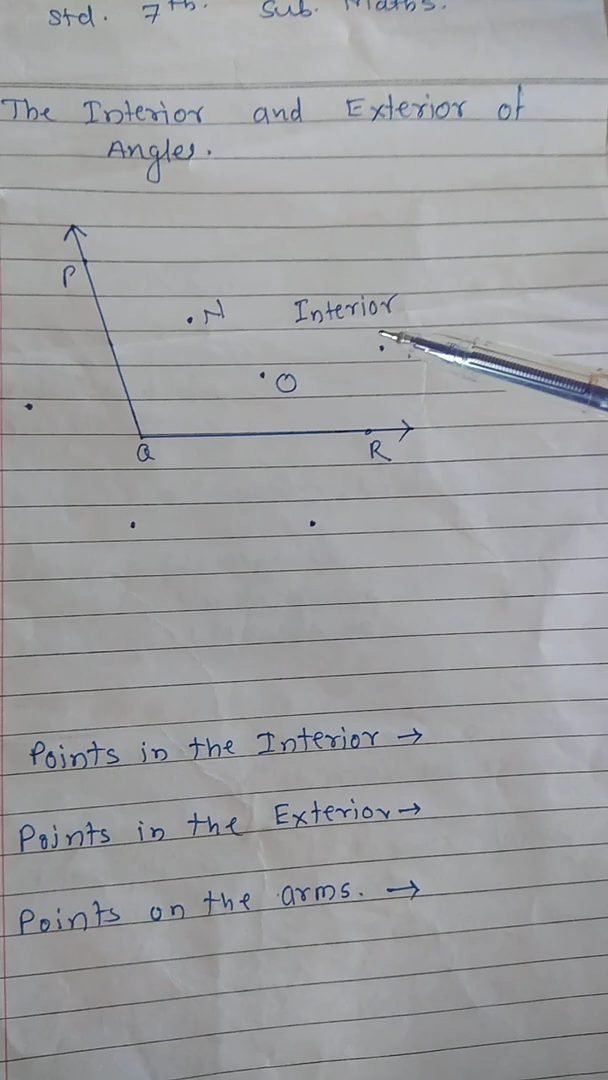 Std. 7th. Sub. Maths.
The Interior and Exterior of
Angles.
P
N Interior
O
Q R
Points in the Interior →
Points in the Exterior →
Points on the arms. →